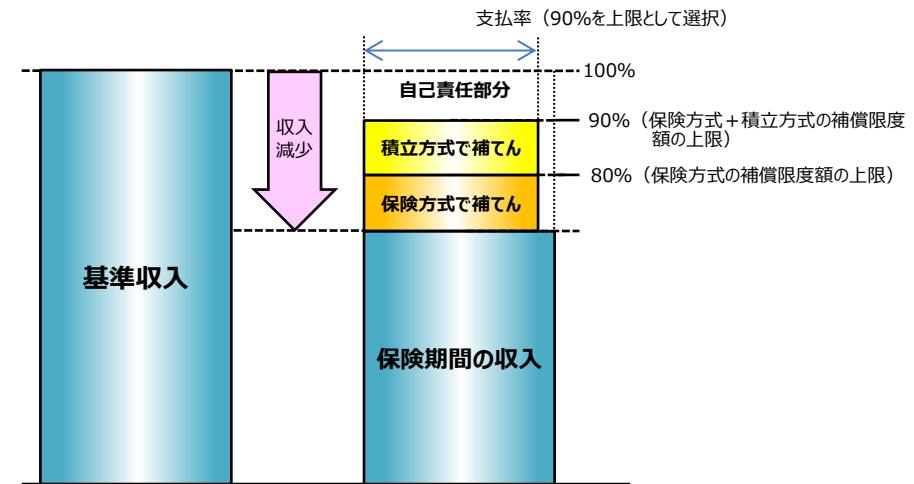 支払率（90%を上限として選択）
100%
自己責任部分
収入
減少
90%（保険方式＋積立方式の補償限度
額の上限）
積立方式で補てん
80%（保険方式の補償限度額の上限）
保険方式で補てん
基準収入
保険期間の収入